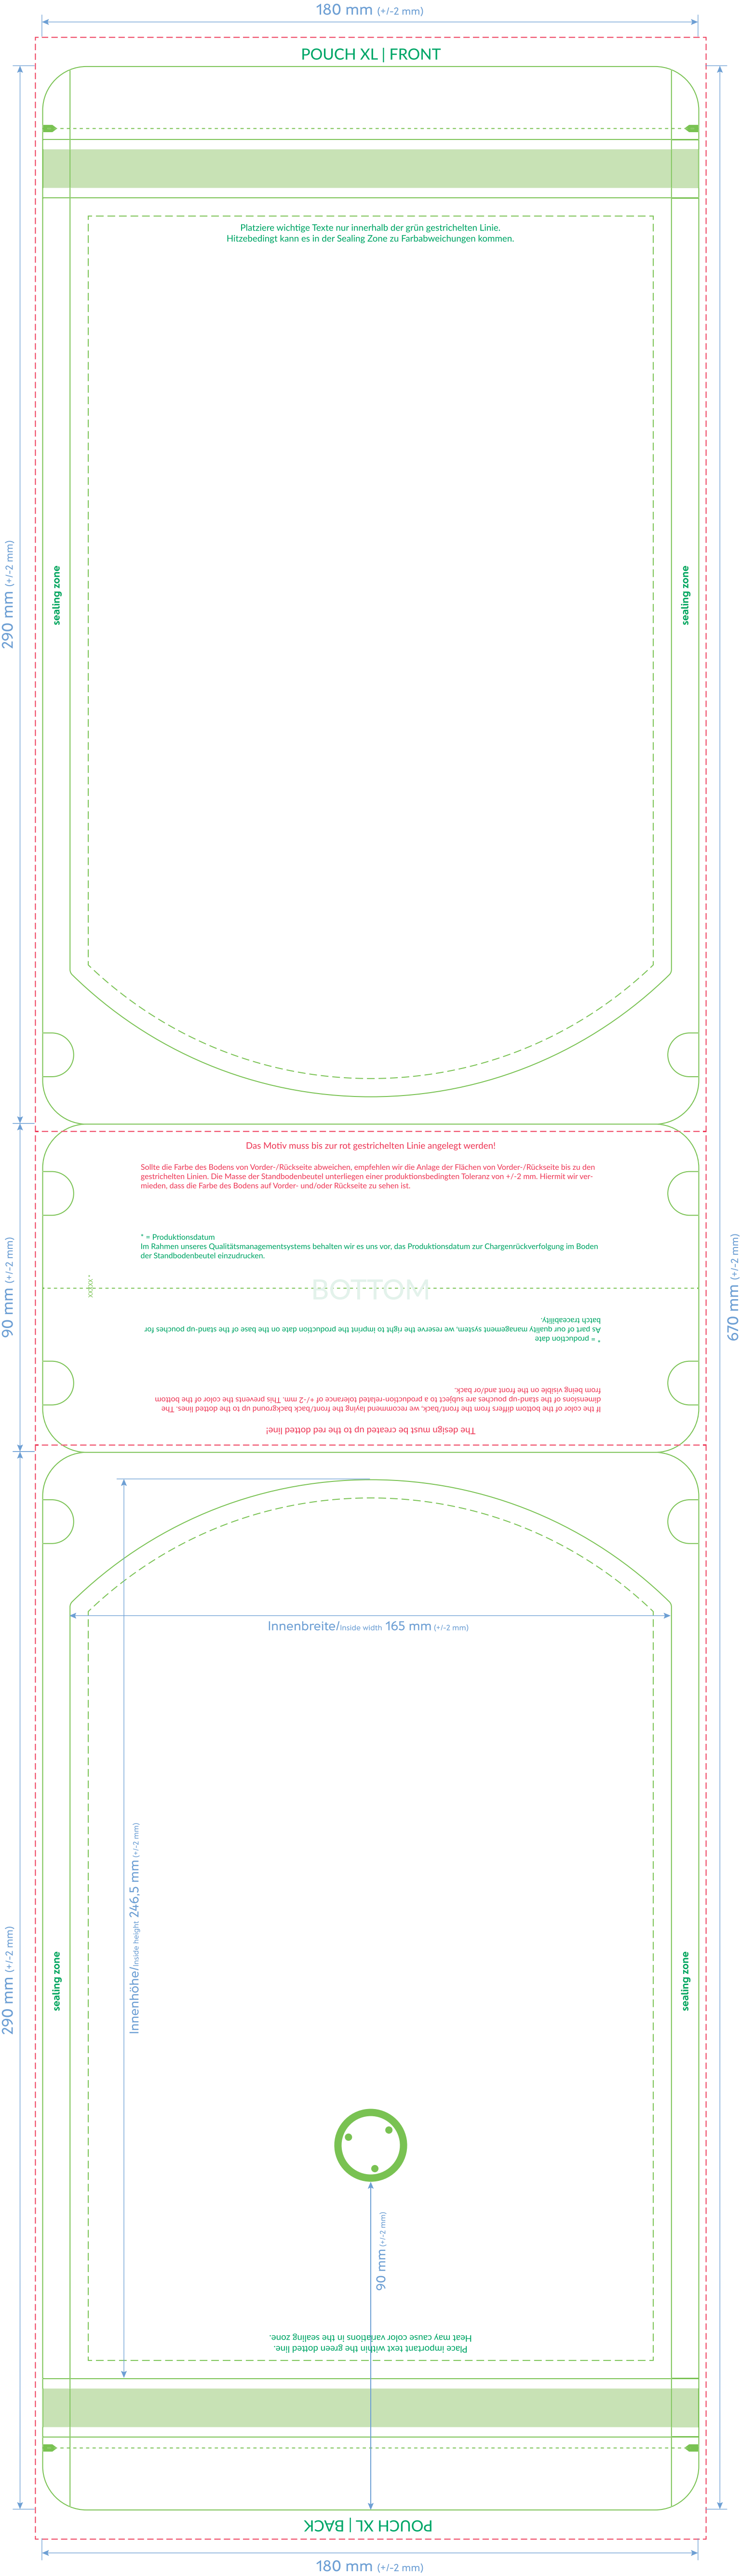 180 mm (+/-2 mm)
POUCH XL | FRONT
Platziere wichtige Texte nur innerhalb der grün gestrichelten Linie.
Hitzebedingt kann es in der Sealing Zone zu Farbabweichungen kommen.
290 mm (+/-2 mm)
sealing zone
sealing zone
Das Motiv muss bis zur rot gestrichelten Linie angelegt werden!
Sollte die Farbe des Bodens von Vorder-/Rückseite abweichen, empfehlen wir die Anlage der Flächen von Vorder-/Rückseite bis zu den
gestrichelten Linien. Die Masse der Standbodenbeutel unterliegen einer produktionsbedingten Toleranz von +/-2 mm. Hiermit wir ver-
mieden, dass die Farbe des Bodens auf Vorder- und/oder Rückseite zu sehen ist.
* = Produktionsdatum
Im Rahmen unseres Qualitätsmanagementsystems behalten wir es uns vor, das Produktionsdatum zur Chargenrückverfolgung im Boden
der Standbodenbeutel einzudrucken.
90 mm (+/-2 mm)
XXXXX *
BOTTOM
670 mm (+/-2 mm)
* = production date
As part of our quality management system, we reserve the right to imprint the production date on the base of the stand-up pouches for
batch traceability.
The design must be created up to the red dotted line!
If the color of the bottom differs from the front/back, we recommend laying the front/back background up to the dotted lines. The
dimensions of the stand-up pouches are subject to a production-related tolerance of +/-2 mm. This prevents the color of the bottom
from being visible on the front and/or back.
Innenbreite/Inside width 165 mm (+/-2 mm)
Innenhöhe/Inside height 246,5 mm (+/-2 mm)
290 mm (+/-2 mm)
sealing zone
sealing zone
90 mm (+/-2 mm)
Place important text within the green dotted line.
Heat may cause color variations in the sealing zone.
POUCH XL | BACK
180 mm (+/-2 mm)